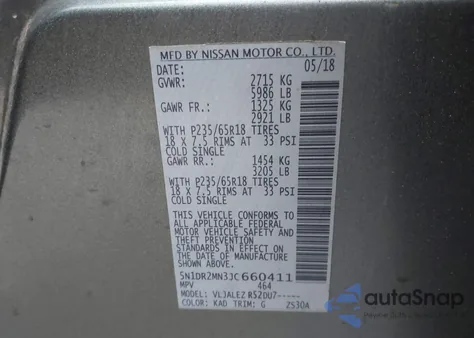 MFD BY NISSAN MOTOR CO., LTD.
DATE: 05/18
GVWR: 2715 KG
5986 LB
GAWR FR.: 1325 KG
2921 LB
WITH P235/65R18 TIRES
18 X 7.5 RIMS AT 33 PSI
COLD SINGLE
GAWR RR.: 1454 KG
3205 LB
WITH P235/65R18 TIRES
18 X 7.5 RIMS AT 33 PSI
COLD SINGLE
THIS VEHICLE CONFORMS TO
ALL APPLICABLE FEDERAL
MOTOR VEHICLE SAFETY AND
STANDARDS IN EFFECT ON
THE DATE OF MANUFACTURE
SHOWN ABOVE.
5N1DR2MN3JC660411
MPV 464
MODEL: VLJALEZ R52DU7-----
COLOR: KAD TRIM: G ZS30A
autoSnap